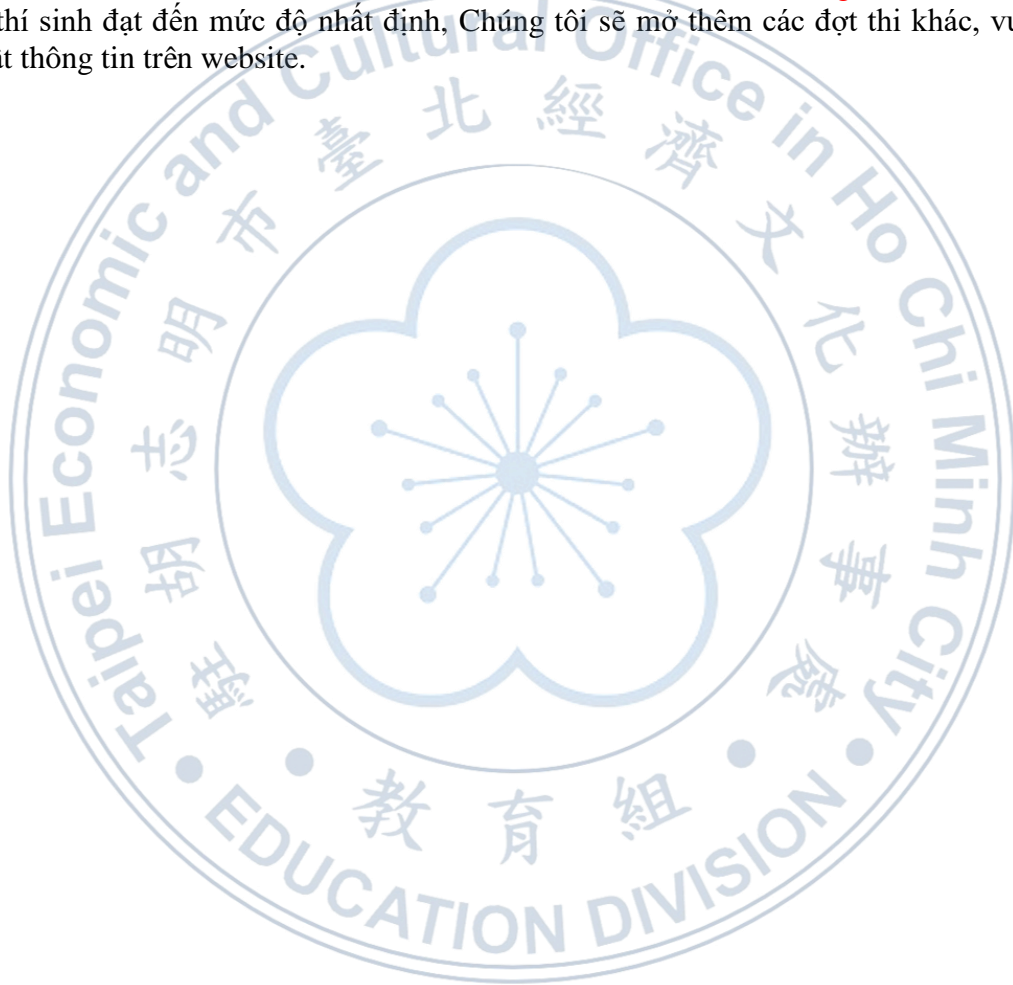 thí sinh đạt đến mức độ nhất định, Chúng tôi sẽ mở thêm các đợt thi khác,
thông tin trên website.
Taipei Economic and Cultural Office in Ho Chi Minh City
駐胡志明市臺北經濟文化辦事處
教育組
• EDUCATION DIVISION •